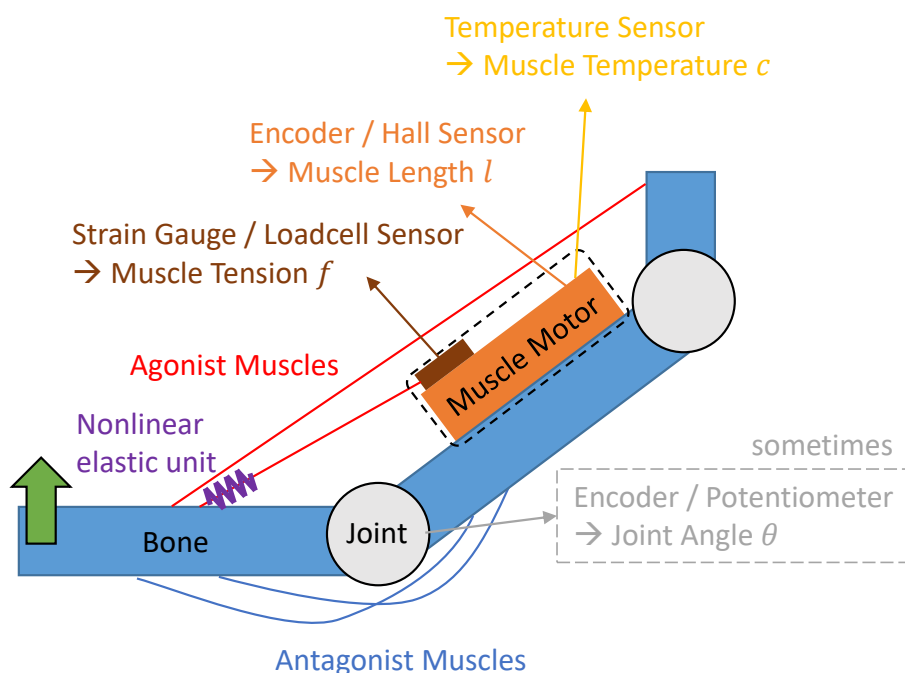 Temperature Sensor
→ Muscle Temperature c
Encoder / Hall Sensor
→ Muscle Length l
Strain Gauge / Loadcell Sensor
→ Muscle Tension f
Muscle Motor
Agonist Muscles
Nonlinear
elastic unit
sometimes
Encoder / Potentiometer
→ Joint Angle θ
Bone
Joint
Antagonist Muscles